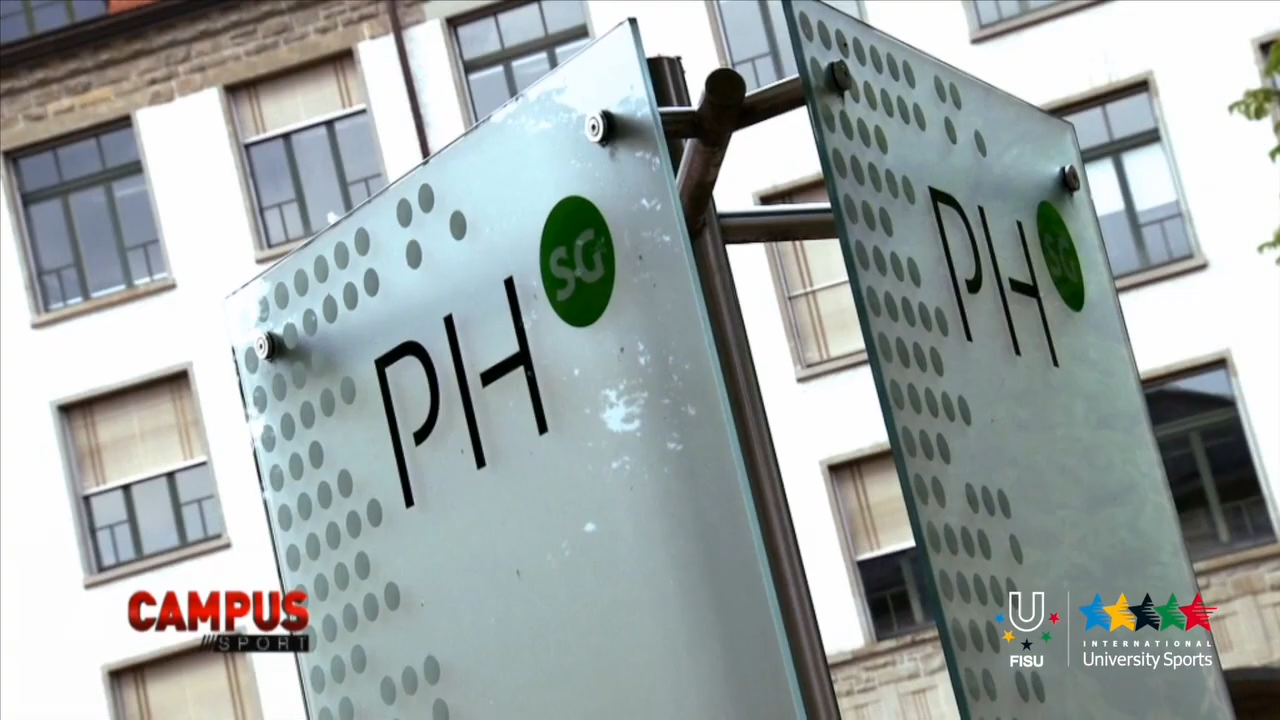 PH SG
PH SG
CAMPUS
SPORT
FISU
INTERNATIONAL
University Sports